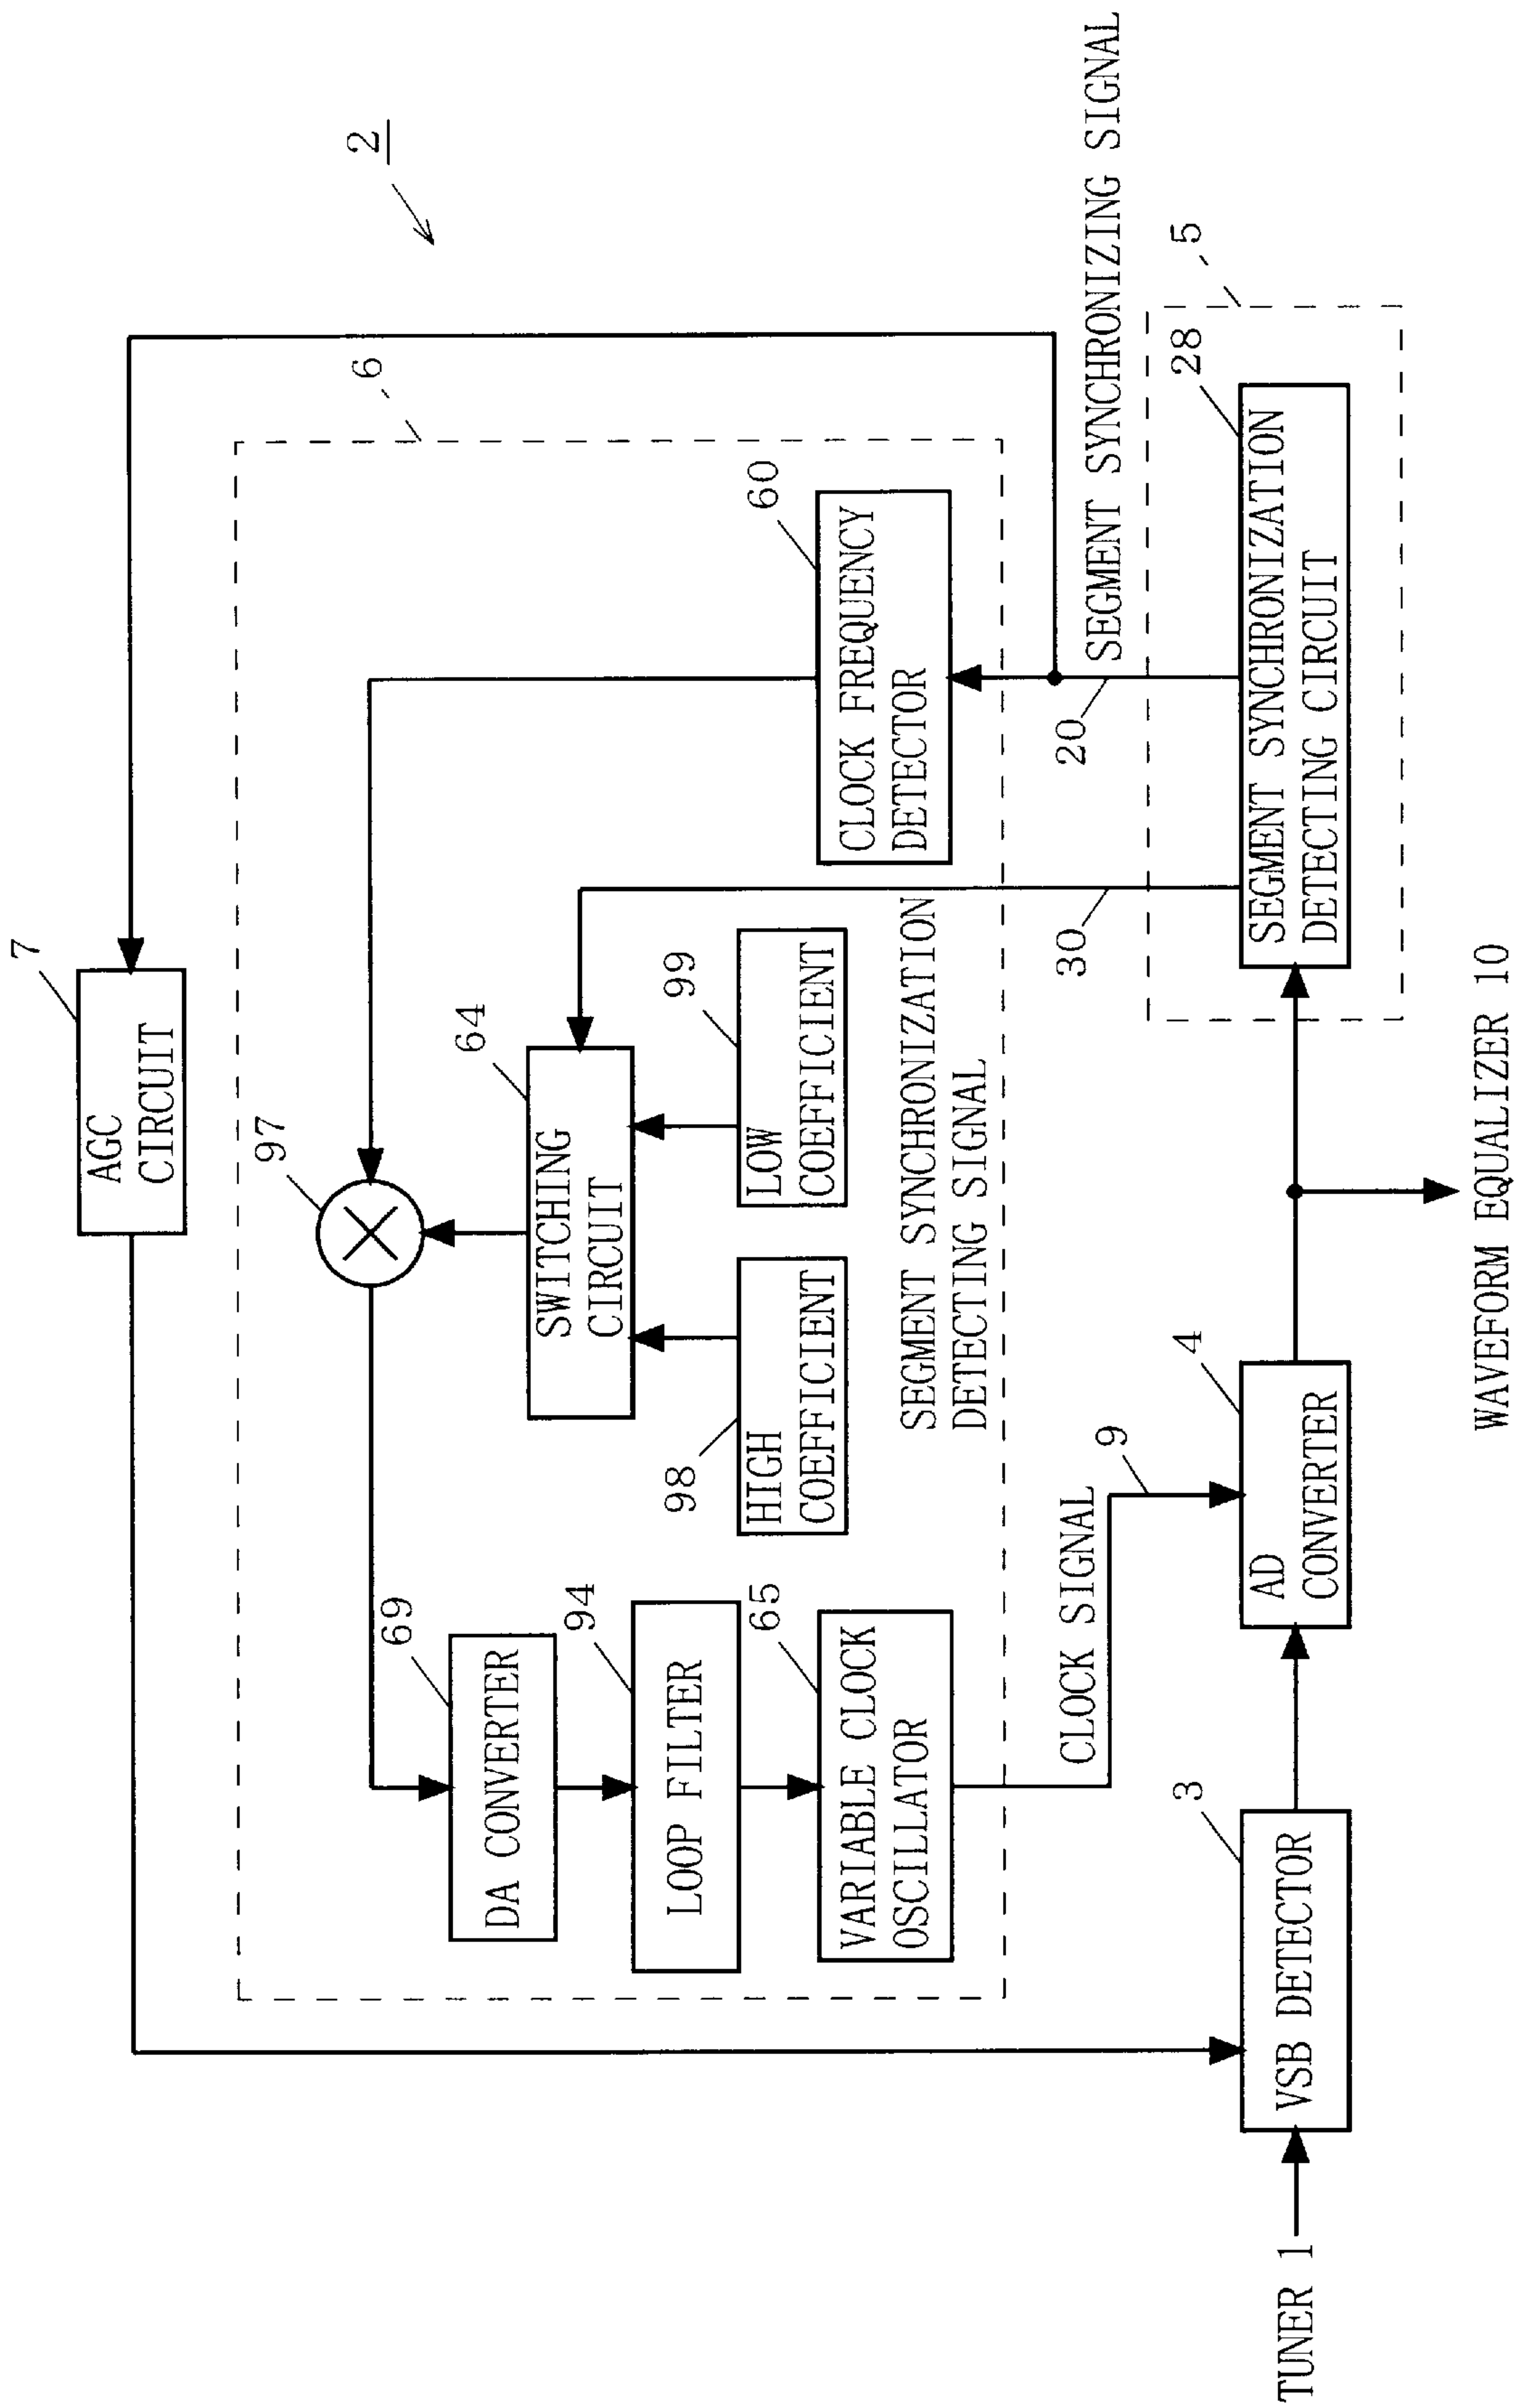 2
7
AGC
CIRCUIT
6
97
64
SWITCHING
CIRCUIT
69
DA CONVERTER
94
LOOP FILTER
65
VARIABLE CLOCK
OSCILLATOR
98
HIGH
COEFFICIENT
99
LOW
COEFFICIENT
60
CLOCK FREQUENCY
DETECTOR
SEGMENT SYNCHRONIZATION
DETECTING SIGNAL
CLOCK SIGNAL
9
30
20
SEGMENT SYNCHRONIZING SIGNAL
5
TUNER 1
3
VSB DETECTOR
4
AD
CONVERTER
28
SEGMENT SYNCHRONIZATION
DETECTING CIRCUIT
WAVEFORM EQUALIZER 10